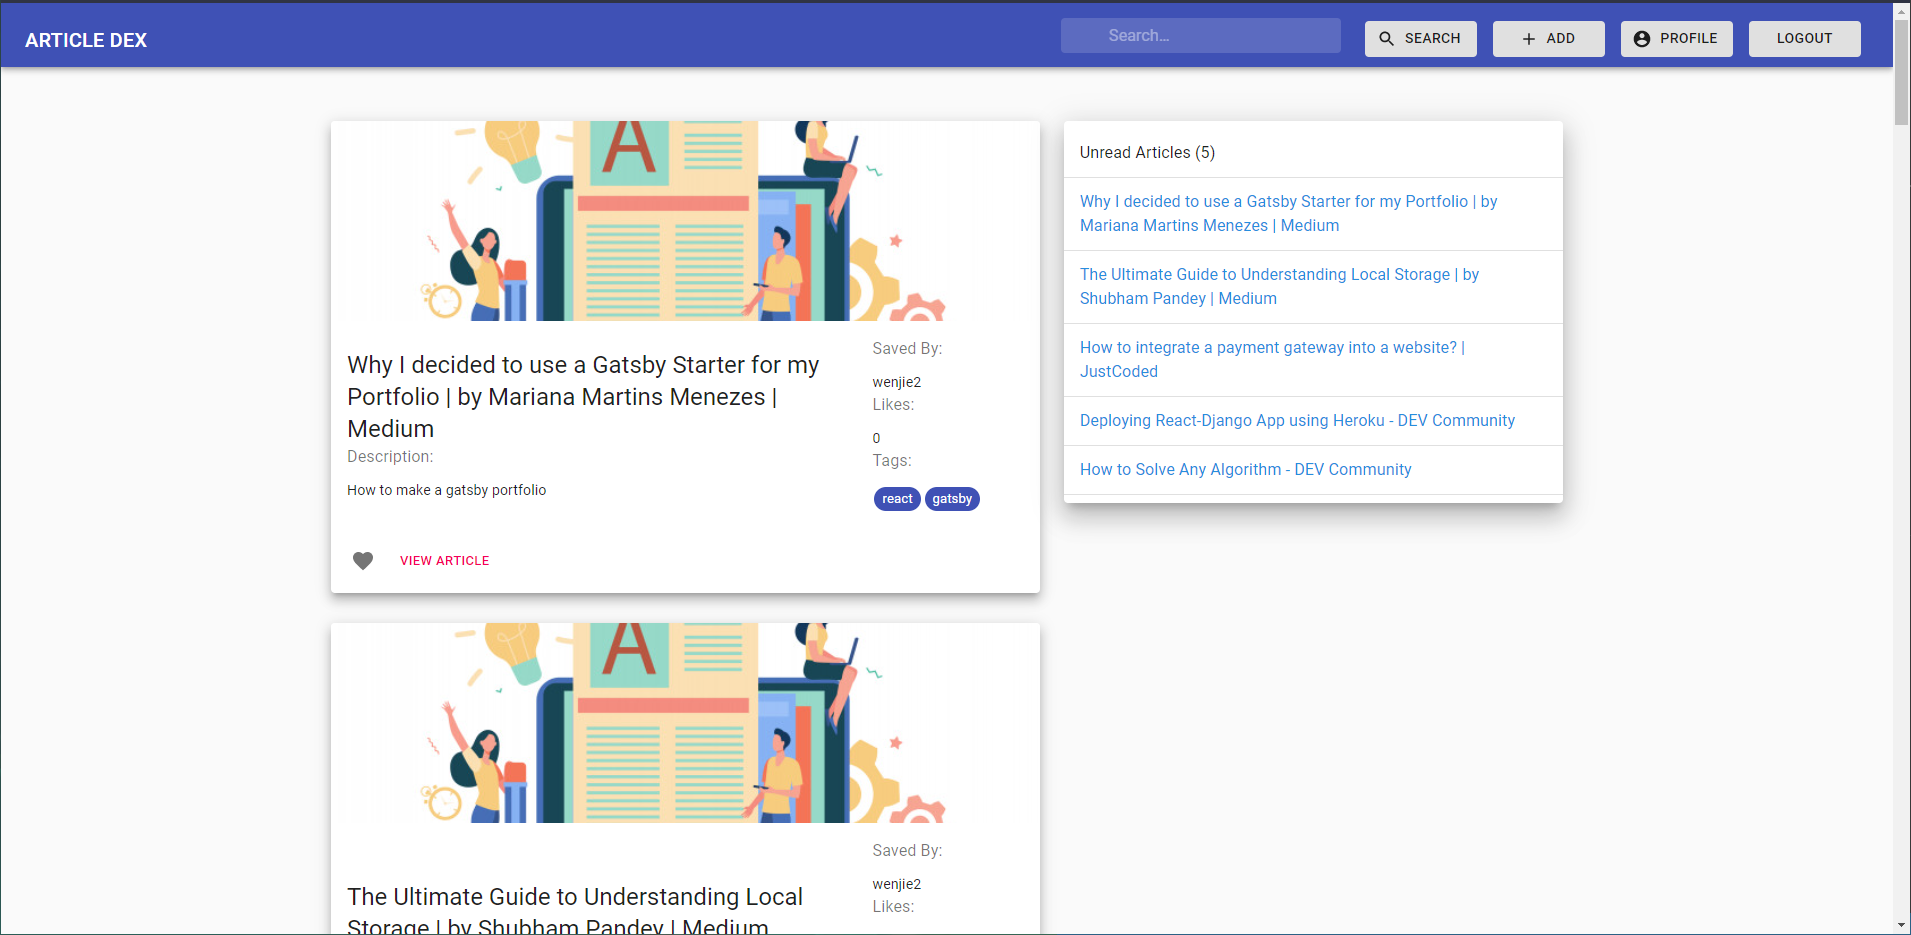 ARTICLE DEX
Search...
SEARCH
ADD
PROFILE
LOGOUT
A
Why I decided to use a Gatsby Starter for my
Portfolio | by Mariana Martins Menezes |
Medium
Description:
How to make a gatsby portfolio
Saved By:
wenjie2
Likes:
0
Tags:
react
gatsby
VIEW ARTICLE
A
The Ultimate Guide to Understanding Local
Storage | by Shubham Pandey | Medium
Saved By:
wenjie2
Likes:
Unread Articles (5)
Why I decided to use a Gatsby Starter for my Portfolio | by
Mariana Martins Menezes | Medium
The Ultimate Guide to Understanding Local Storage | by
Shubham Pandey | Medium
How to integrate a payment gateway into a website? |
JustCoded
Deploying React-Django App using Heroku - DEV Community
How to Solve Any Algorithm - DEV Community